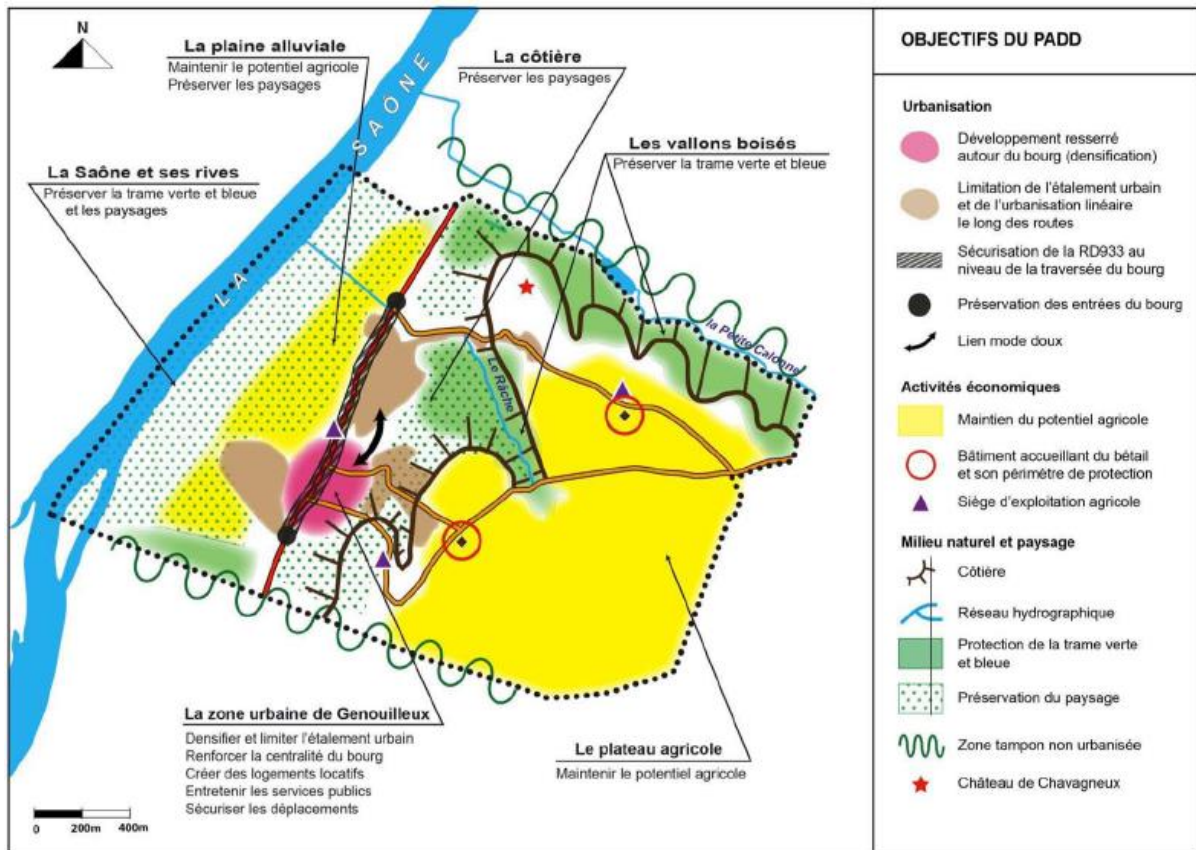 N
La plaine alluviale
Maintenir le potentiel agricole
Préserver les paysages
La côtière
Préserver les paysages
Les vallons boisés
Préserver la trame verte et bleue
La Saône et ses rives
Préserver la trame verte et bleue
et les paysages
LA SAÔNE
la Petite Calonne
Le Râche
La zone urbaine de Genouilleux
Densifier et limiter l'étalement urbain
Renforcer la centralité du bourg
Créer des logements locatifs
Entretenir les services publics
Sécuriser les déplacements
Le plateau agricole
Maintenir le potentiel agricole
0 200m 400m
OBJECTIFS DU PADD
Urbanisation
Développement resserré
autour du bourg (densification)
Limitation de l'étalement urbain
et de l'urbanisation linéaire
le long des routes
Sécurisation de la RD933 au
niveau de la traversée du bourg
Préservation des entrées du bourg
Lien mode doux
Activités économiques
Maintien du potentiel agricole
Bâtiment accueillant du bétail
et son périmètre de protection
Siège d'exploitation agricole
Milieu naturel et paysage
Côtière
Réseau hydrographique
Protection de la trame verte
et bleue
Préservation du paysage
Zone tampon non urbanisée
Château de Chavagneux